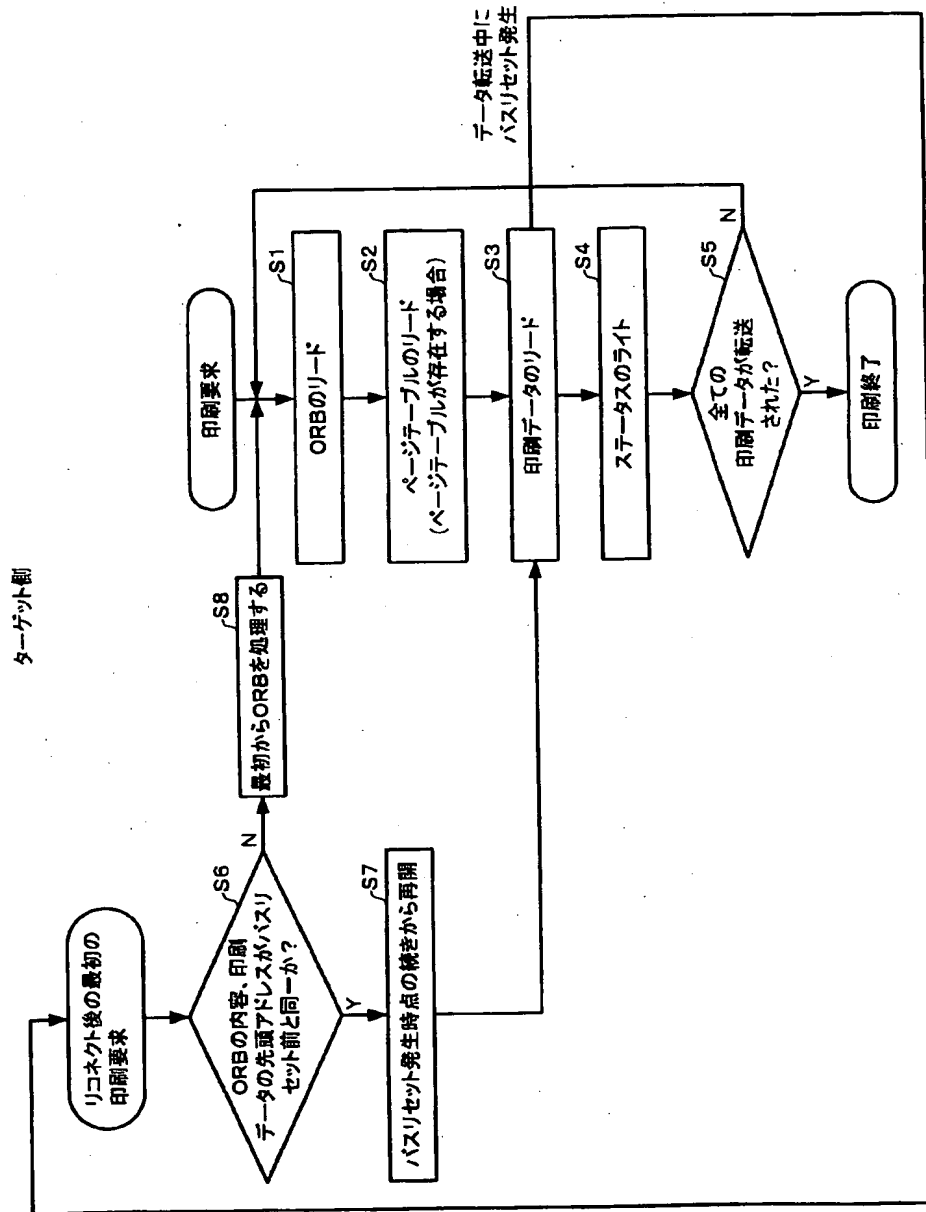 ターゲット側
印刷要求
S1
ORBのリード
S2
ページテーブルのリード
(ページテーブルが存在する場合)
S3
印刷データのリード
データ転送中に
バスリセット発生
S4
ステータスのライト
S5
全ての
印刷データが転送
された?
N
Y
印刷終了
リコネクト後の最初の
印刷要求
S6
ORBの内容、印刷
データの先頭アドレスがバスリ
セット前と同一か?
N
Y
S8
最初からORBを処理する
S7
バスリセット発生時点の続きから再開